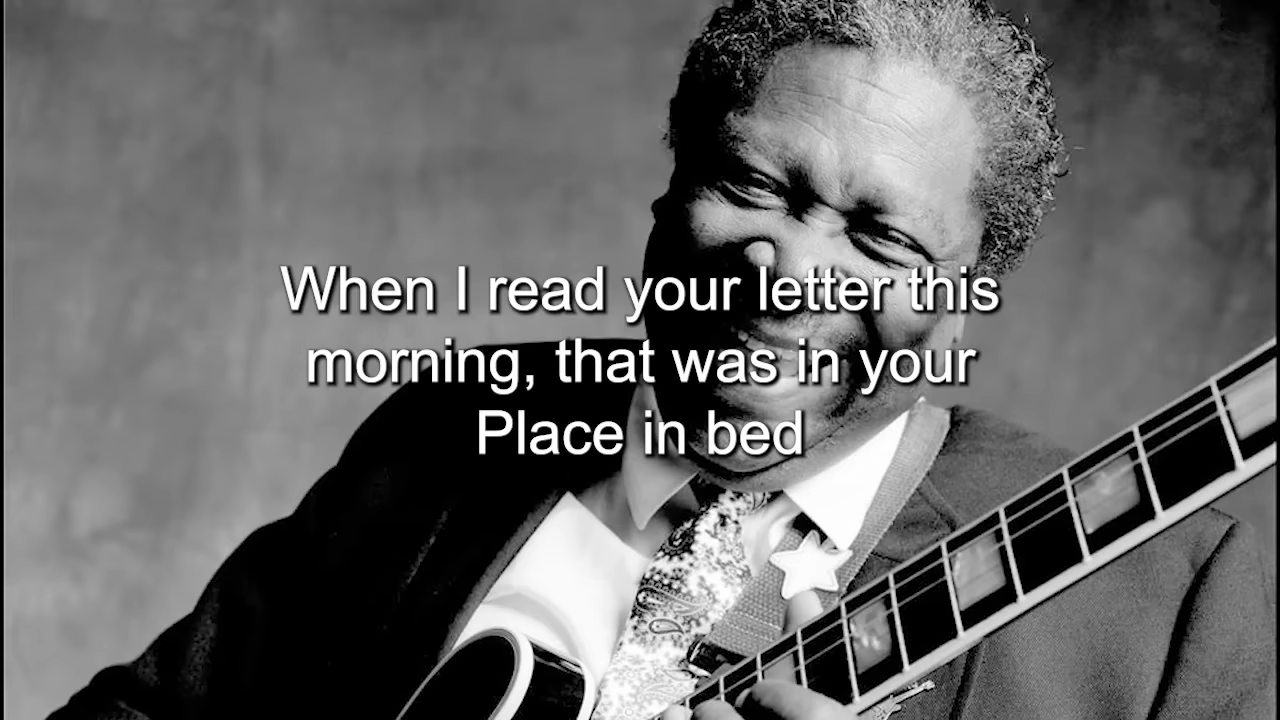 When I read your letter this
morning, that was in your
Place in bed